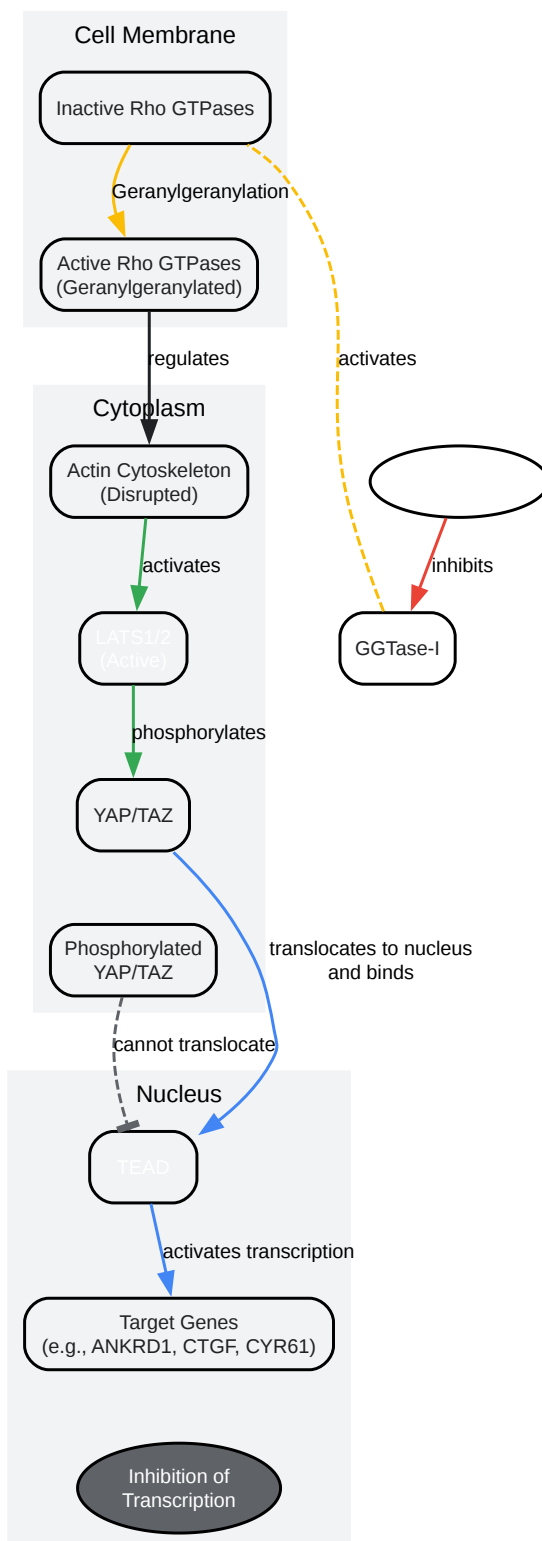 Cell Membrane
Inactive Rho GTPases
Geranylgeranylation
Active Rho GTPases
(Geranylgeranylated)
regulates
activates
Cytoplasm
Actin Cytoskeleton
(Disrupted)
activates
inhibits
LATS1/2
(Active)
GGTase-I
phosphorylates
YAP/TAZ
Phosphorylated
YAP/TAZ
translocates to nucleus
and binds
cannot translocate
Nucleus
TEAD
activates transcription
Target Genes
(e.g., ANKRD1, CTGF, CYR61)
Inhibition of
Transcription